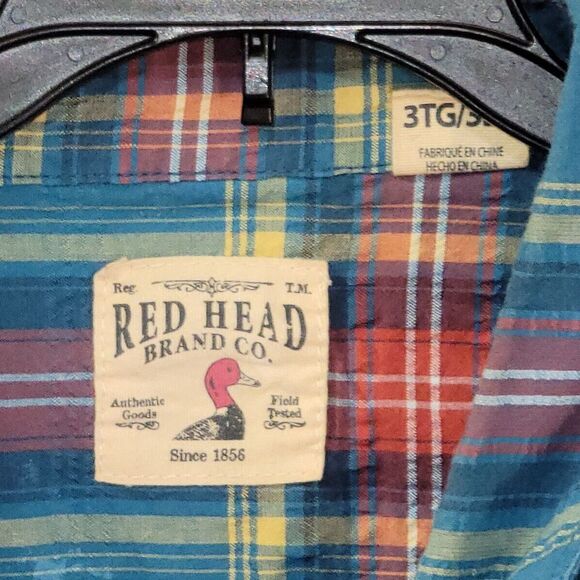 3TG/3
FABRIQUÉ EN CHINE
HECHO EN CHINA
Reg. T.M.
RED HEAD
BRAND CO.
Authentic Field
Goods Tested
Since 1856